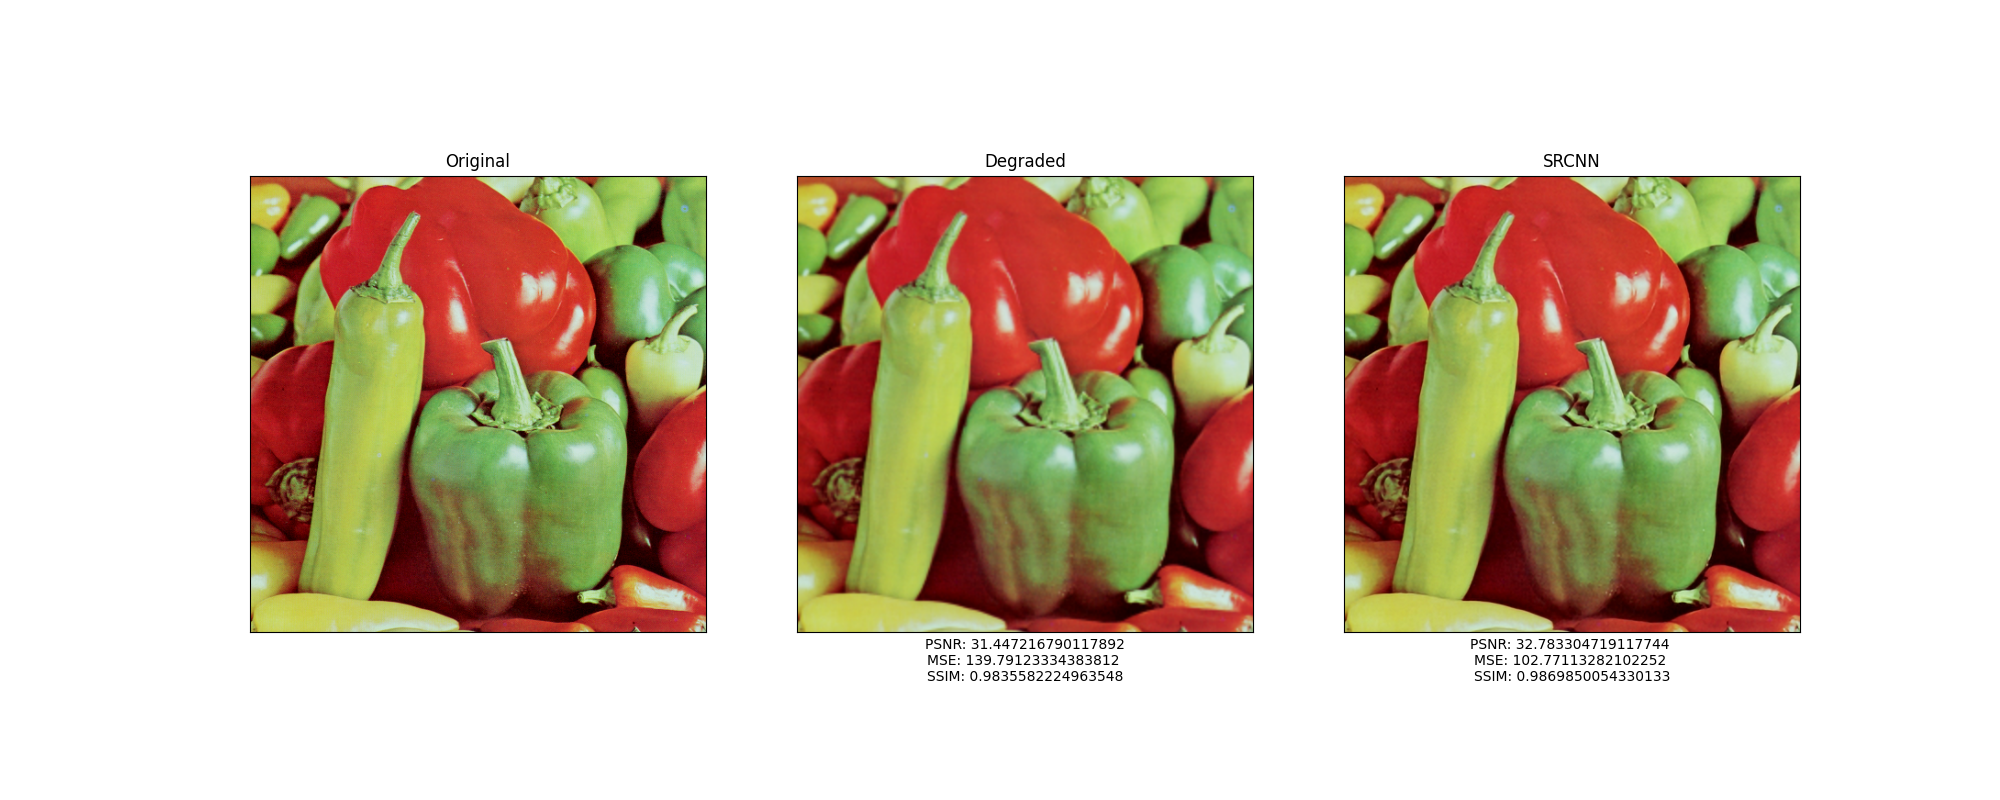 Original
Degraded
SRCNN
PSNR: 31.447216790117892
MSE: 139.79123334383812
SSIM: 0.9835582224963548
PSNR: 32.783304719117744
MSE: 102.77113282102252
SSIM: 0.9869850054330133